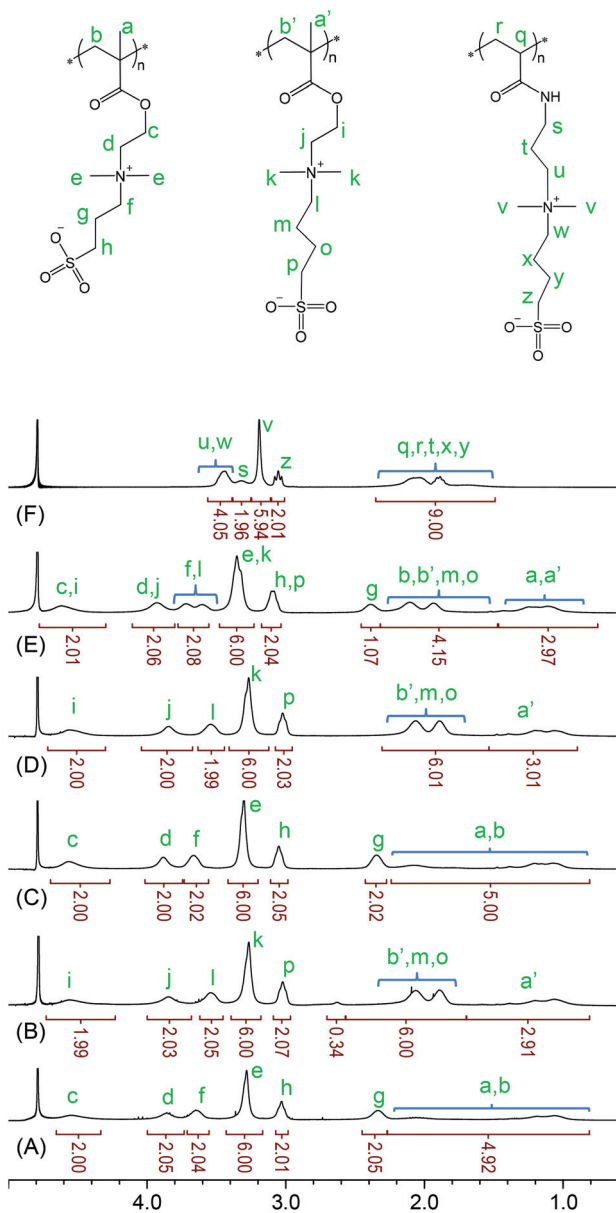 b a b' a' r q
* ( ) * n * ( ) * n * ( ) * n
O O O O O NH
c i s
d j t u
e N+ e k N+ k v N+ v
g f l w
m x
h o y
O− p z
S O O
O− S O O− S O
O O
v
u,w
s z q,r,t,x,y
(F)
4.05 1.96 5.94 2.01 9.00
e,k
c,i d,j f,l h,p g b,b',m,o a,a'
(E)
2.01 2.06 2.08 6.00 2.04 1.07 4.15 2.97
k
i j l p b',m,o a'
(D)
2.00 2.00 1.99 6.00 2.03 6.01 3.01
e
c d f h g a,b
(C)
2.00 2.00 2.02 6.00 2.05 2.02 5.00
k
i j l p b',m,o a'
(B)
1.99 2.03 2.05 6.00 2.07 0.34 6.00 2.91
e
c d f h g a,b
(A)
2.00 2.05 2.04 6.00 2.01 2.05 4.92
4.0 3.0 2.0 1.0